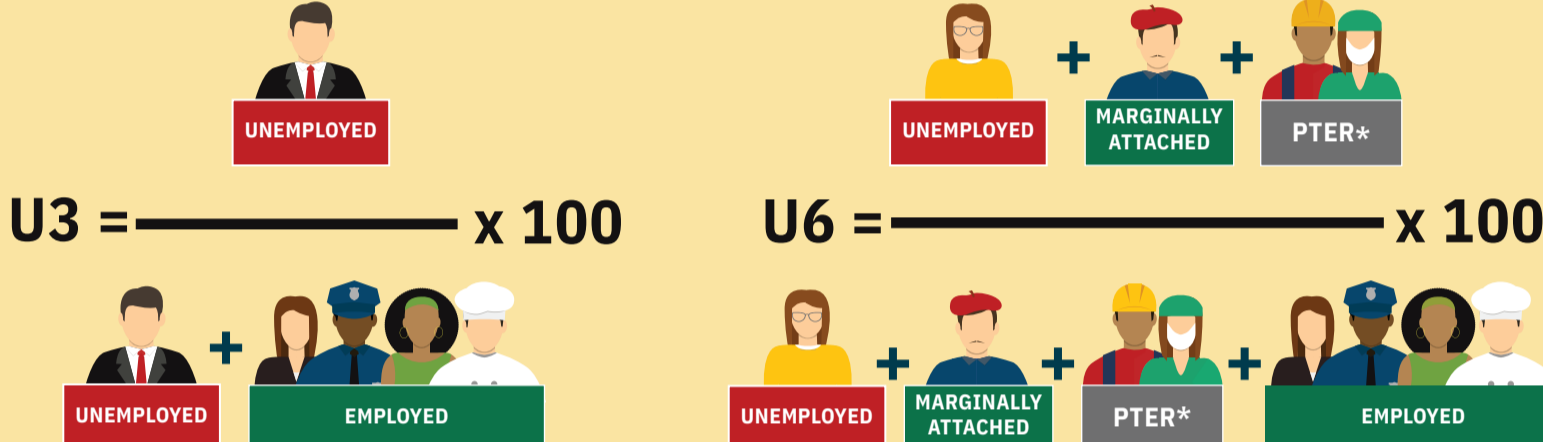 UNEMPLOYED
U3 = x 100
UNEMPLOYED + EMPLOYED
UNEMPLOYED + MARGINALLY
ATTACHED + PTER*
U6 = x 100
UNEMPLOYED + MARGINALLY
ATTACHED + PTER* + EMPLOYED